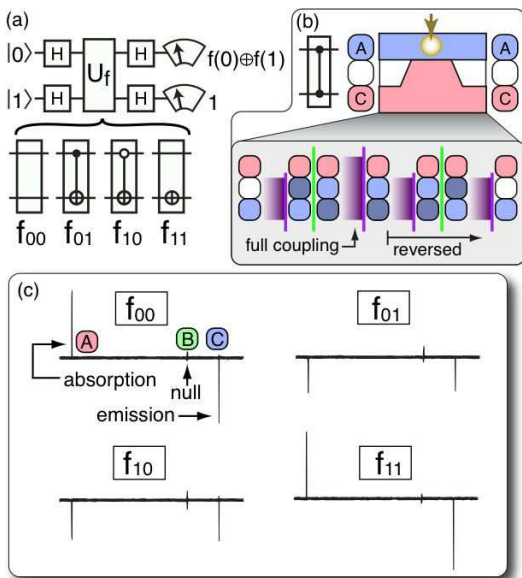 (a)
|0⟩ H U_f H f(0)⊕f(1)
|1⟩ H H 1
f₀₀ f₀₁ f₁₀ f₁₁
(b)
A A
C C
full coupling
reversed
(c)
f₀₀
A B C
absorption
null
emission
f₀₁
f₁₀
f₁₁